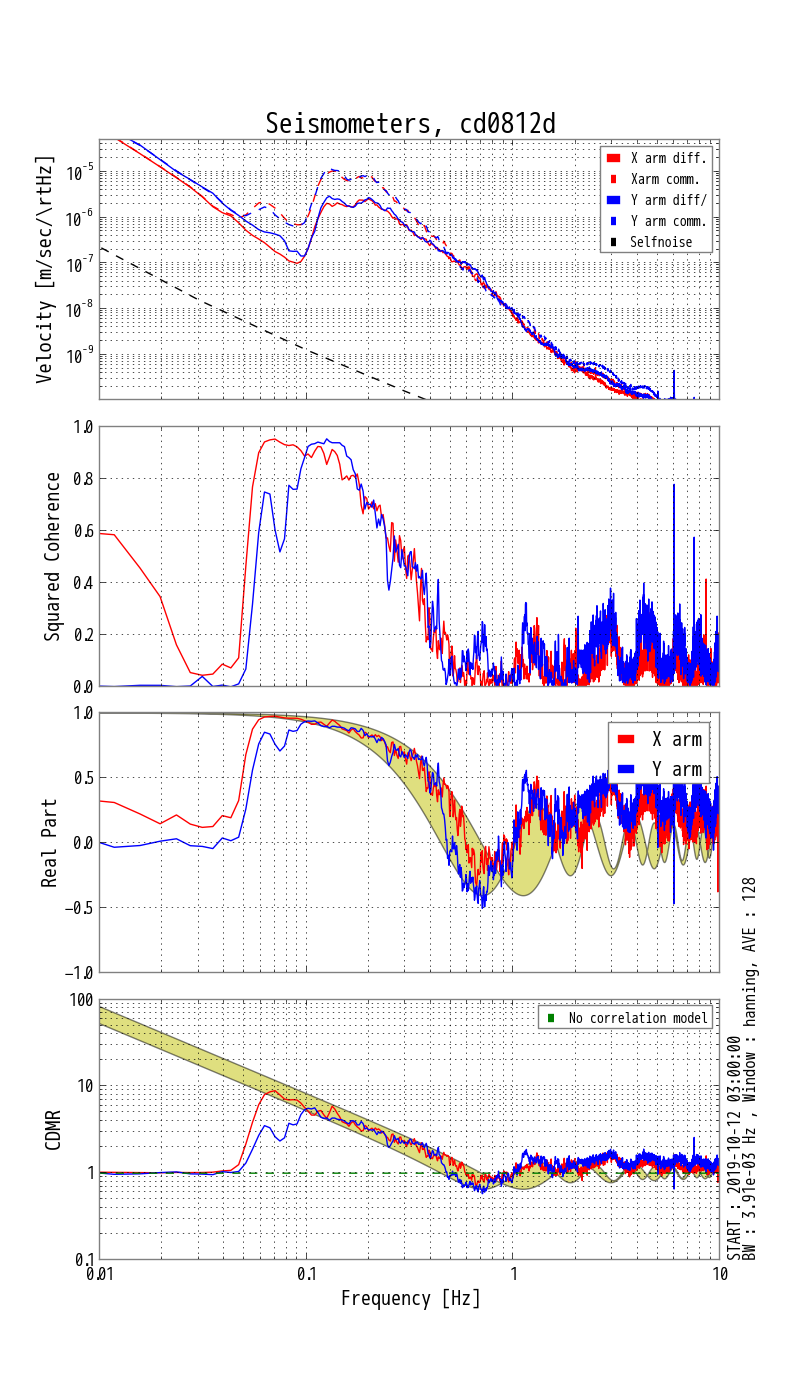 Seismometers, cd0812d
Velocity [m/sec/\rtHz]
10^-5
10^-6
10^-7
10^-8
10^-9
X arm diff.
Xarm comm.
Y arm diff/
Y arm comm.
Selfnoise
Squared Coherence
1.0
0.8
0.6
0.4
0.2
0.0
Real Part
1.0
0.5
0.0
−0.5
−1.0
X arm
Y arm
CDMR
100
10
1
0.1
No correlation model
0.01
0.1
1
10
Frequency [Hz]
START : 2019-10-12 03:00:00
BW : 3.91e-03 Hz , Window : hanning, AVE : 128